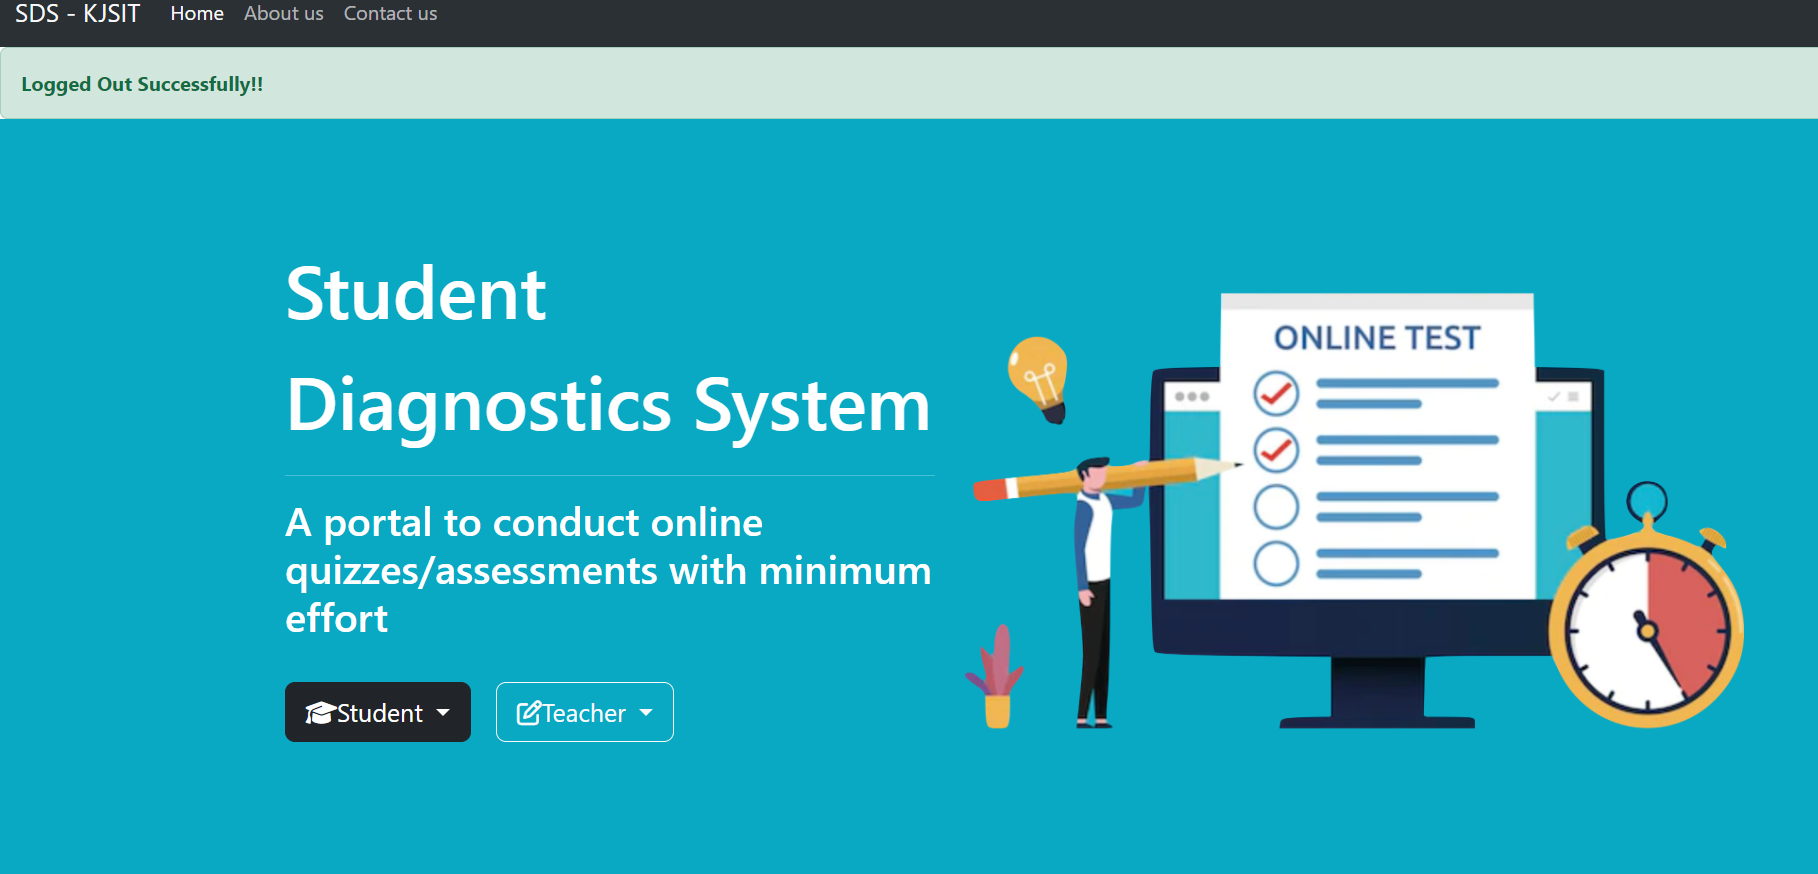 SDS - KJSIT Home About us Contact us
Logged Out Successfully!!
Student
Diagnostics System
A portal to conduct online
quizzes/assessments with minimum
effort
Student Teacher
ONLINE TEST